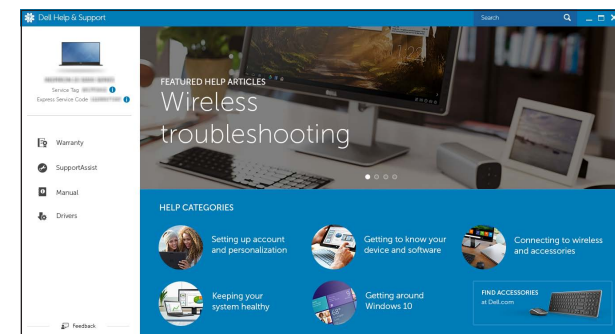 Dell Help & Support
Search
Service Tag
Express Service Code
Warranty
SupportAssist
Manual
Drivers
Feedback
FEATURED HELP ARTICLES
Wireless
troubleshooting
HELP CATEGORIES
Setting up account
and personalization
Getting to know your
device and software
Connecting to wireless
and accessories
Keeping your
system healthy
Getting around
Windows 10
FIND ACCESSORIES
at Dell.com